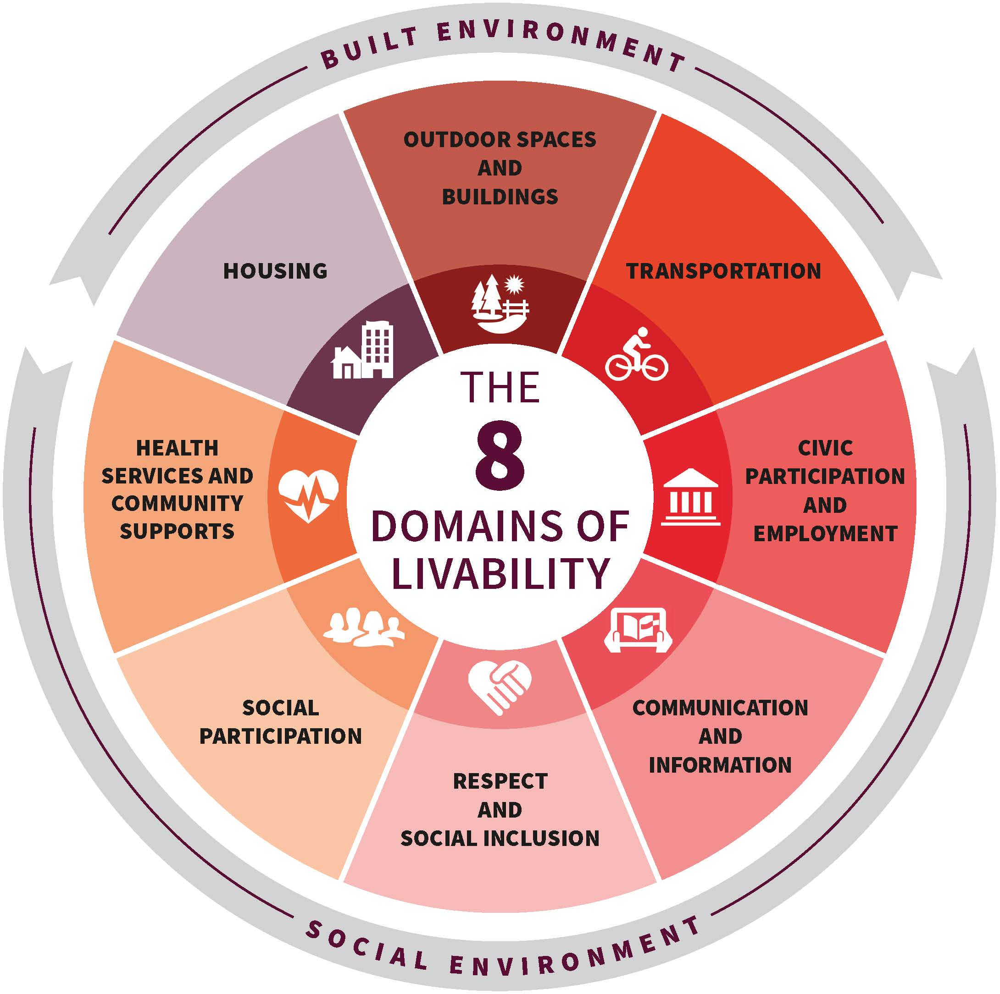 BUILT ENVIRONMENT
OUTDOOR SPACES
AND
BUILDINGS
TRANSPORTATION
CIVIC
PARTICIPATION
AND
EMPLOYMENT
COMMUNICATION
AND
INFORMATION
RESPECT
AND
SOCIAL INCLUSION
SOCIAL
PARTICIPATION
HEALTH
SERVICES AND
COMMUNITY
SUPPORTS
HOUSING
THE
8
DOMAINS OF
LIVABILITY
SOCIAL ENVIRONMENT